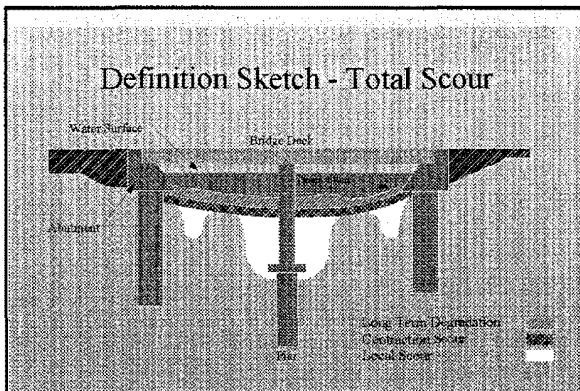 Definition Sketch - Total Scour
Water Surface
Bridge Deck
Abutment
Long Term Degradation
Contraction Scour
Local Scour
Pier